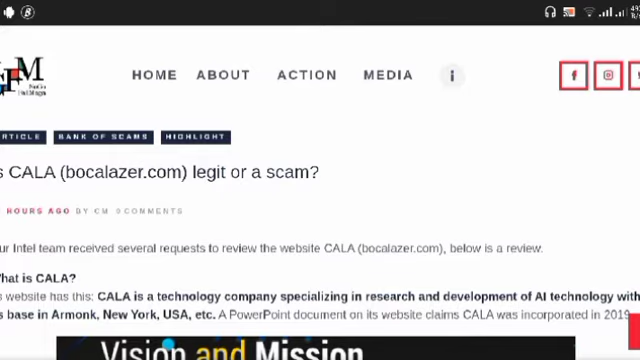 HOME ABOUT ACTION MEDIA i
ARTICLE BANK OF SCAMS HIGHLIGHT
s CALA (bocalazer.com) legit or a scam?
HOURS AGO BY CM 0 COMMENTS
ur Intel team received several requests to review the website CALA (bocalazer.com), below is a review.
hat is CALA?
s website has this: CALA is a technology company specializing in research and development of AI technology with
s base in Armonk, New York, USA, etc. A PowerPoint document on its website claims CALA was incorporated in 2019.
Vision and Mission